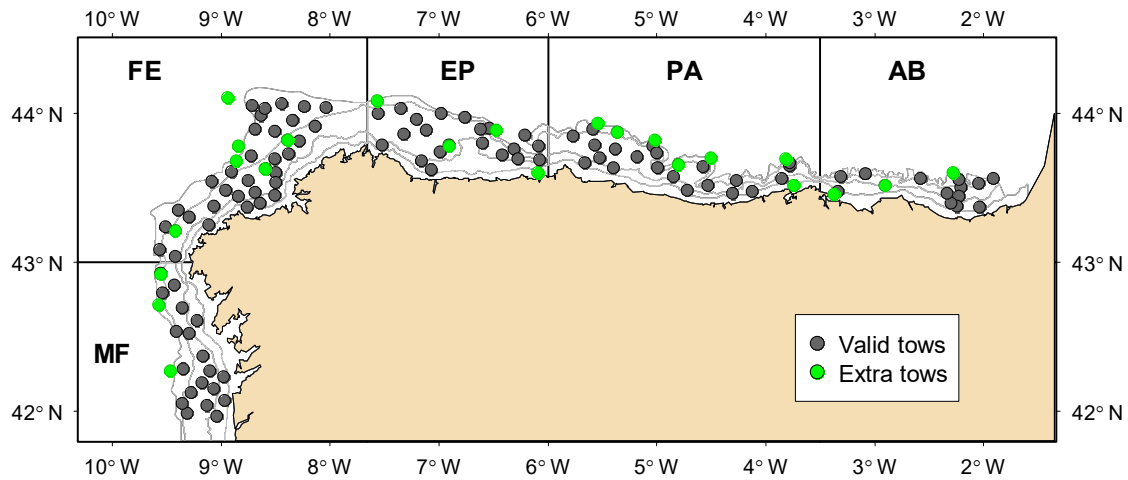 10° W 9° W 8° W 7° W 6° W 5° W 4° W 3° W 2° W
FE EP PA AB
44° N 44° N
43° N 43° N
MF
Valid tows
Extra tows
42° N 42° N
10° W 9° W 8° W 7° W 6° W 5° W 4° W 3° W 2° W